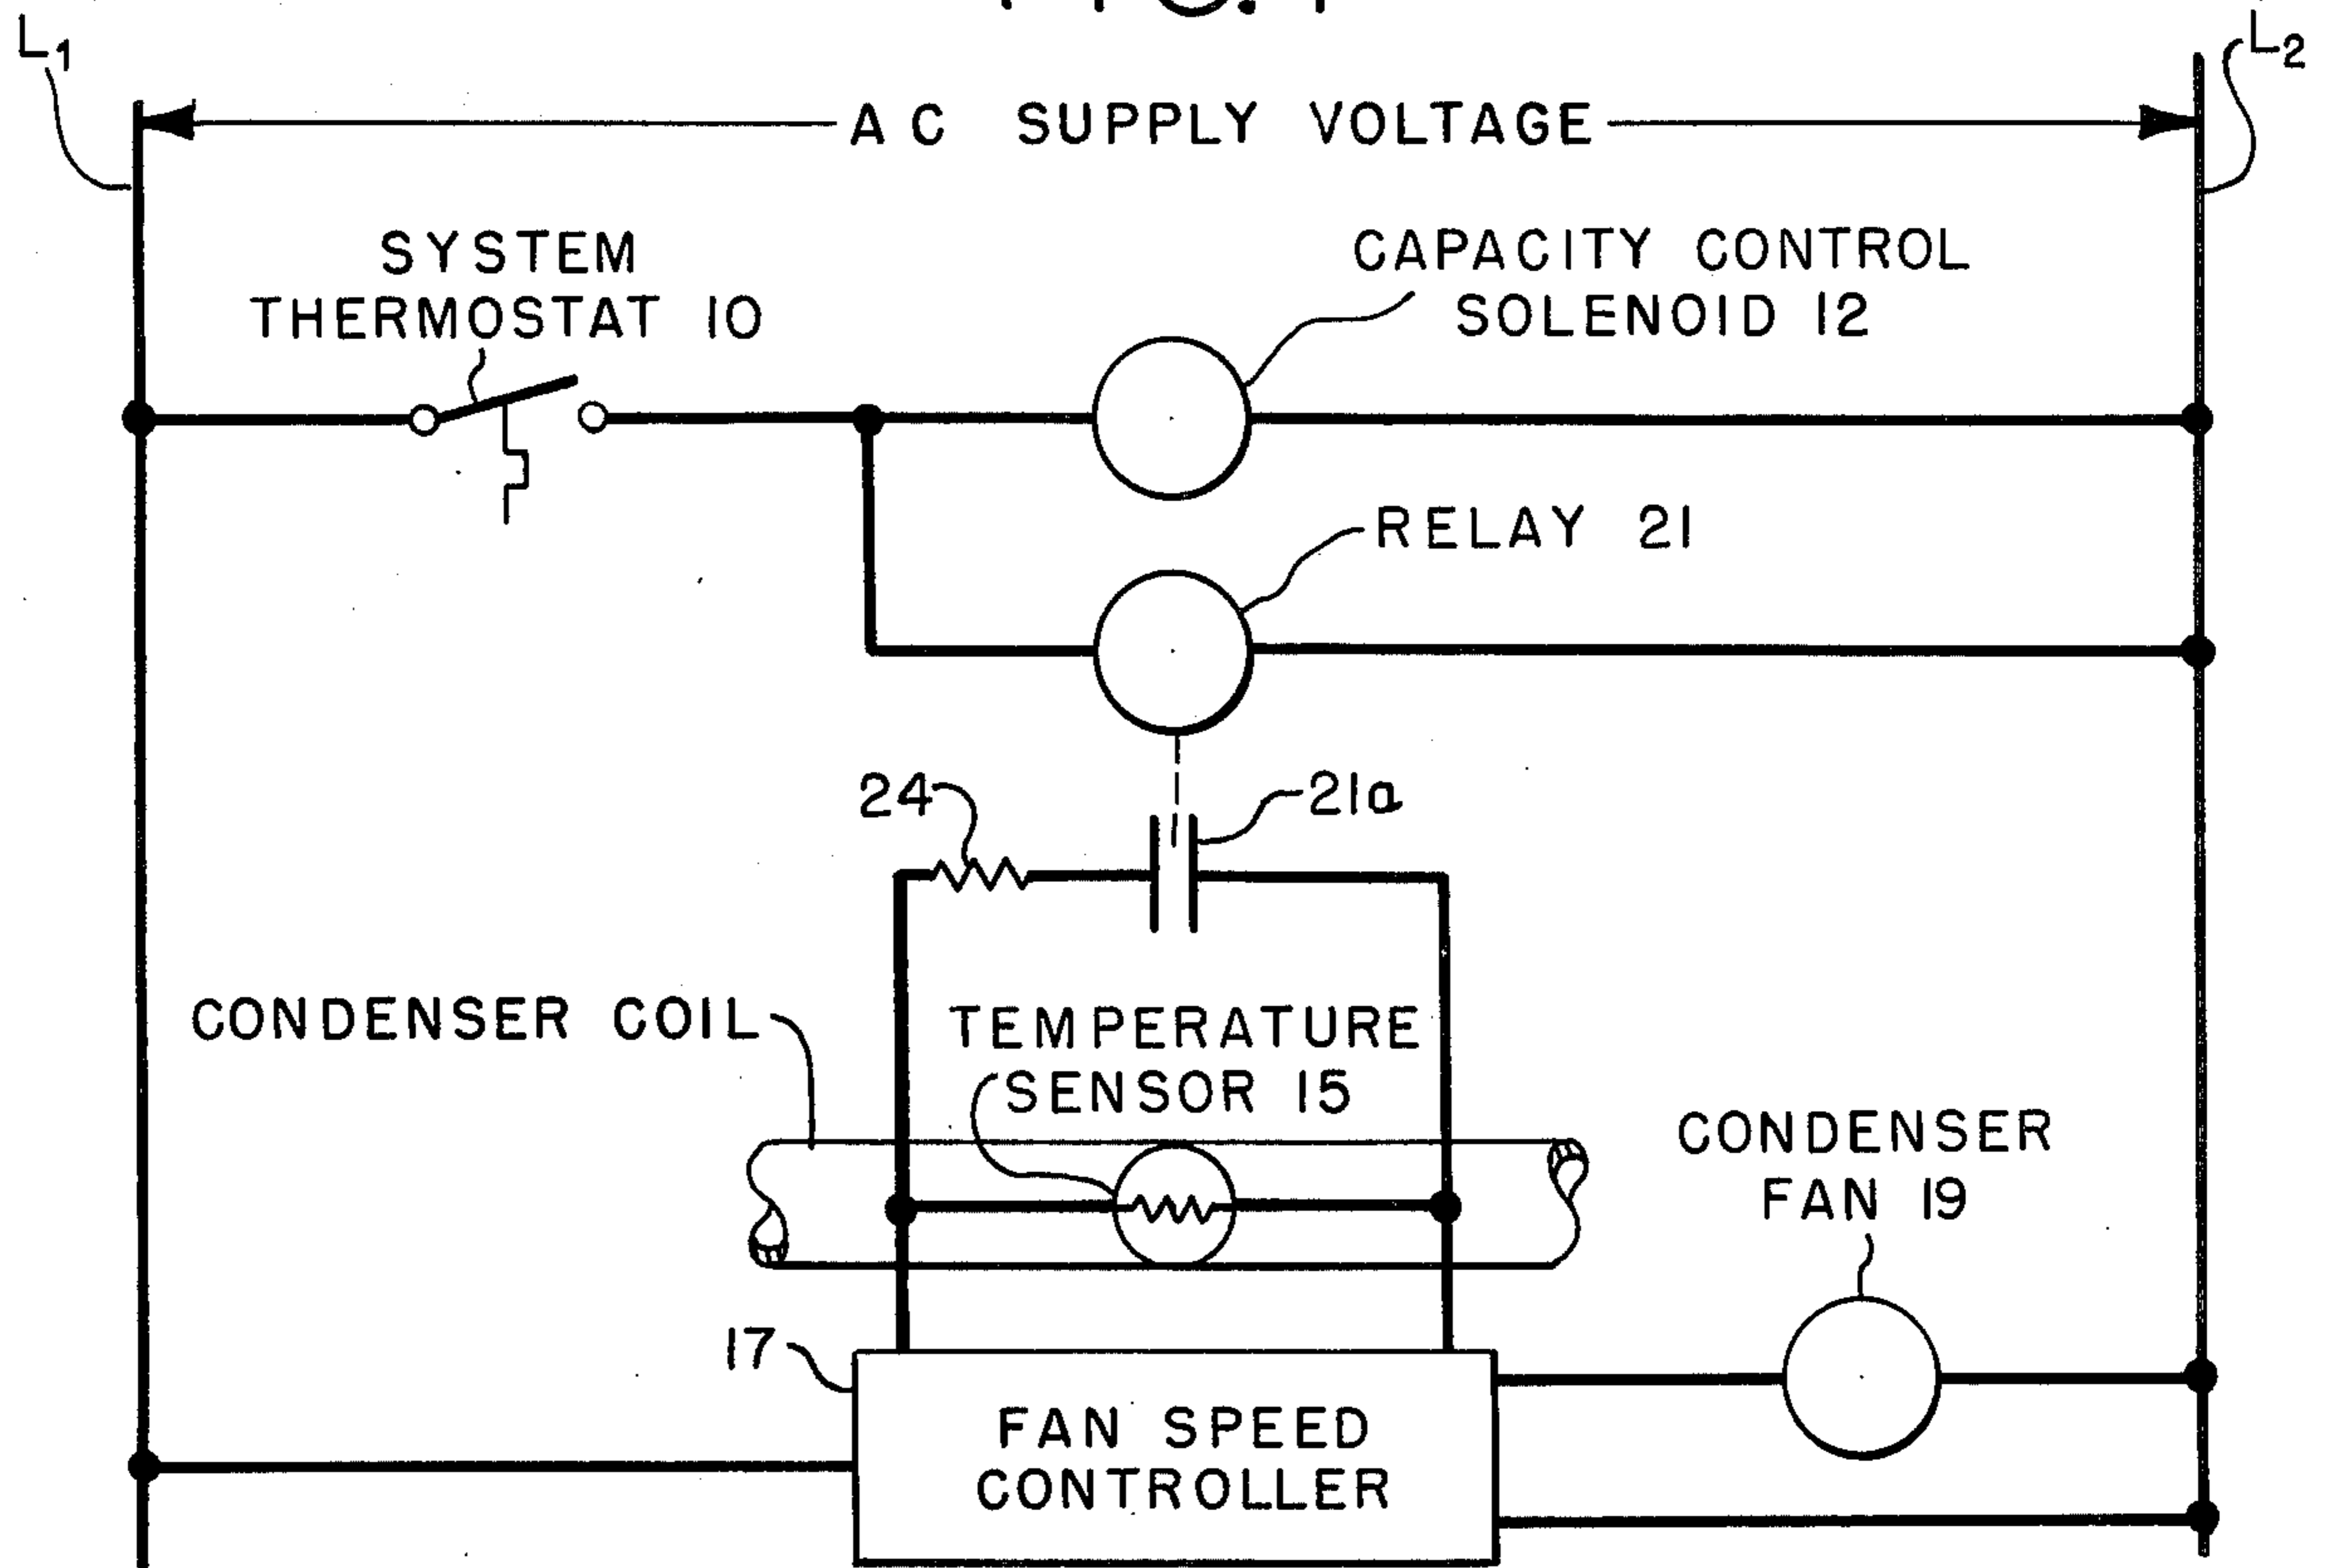 L1
L2
AC SUPPLY VOLTAGE
SYSTEM
THERMOSTAT 10
CAPACITY CONTROL
SOLENOID 12
RELAY 21
24
21a
CONDENSER COIL
TEMPERATURE
SENSOR 15
CONDENSER
FAN 19
17
FAN SPEED
CONTROLLER